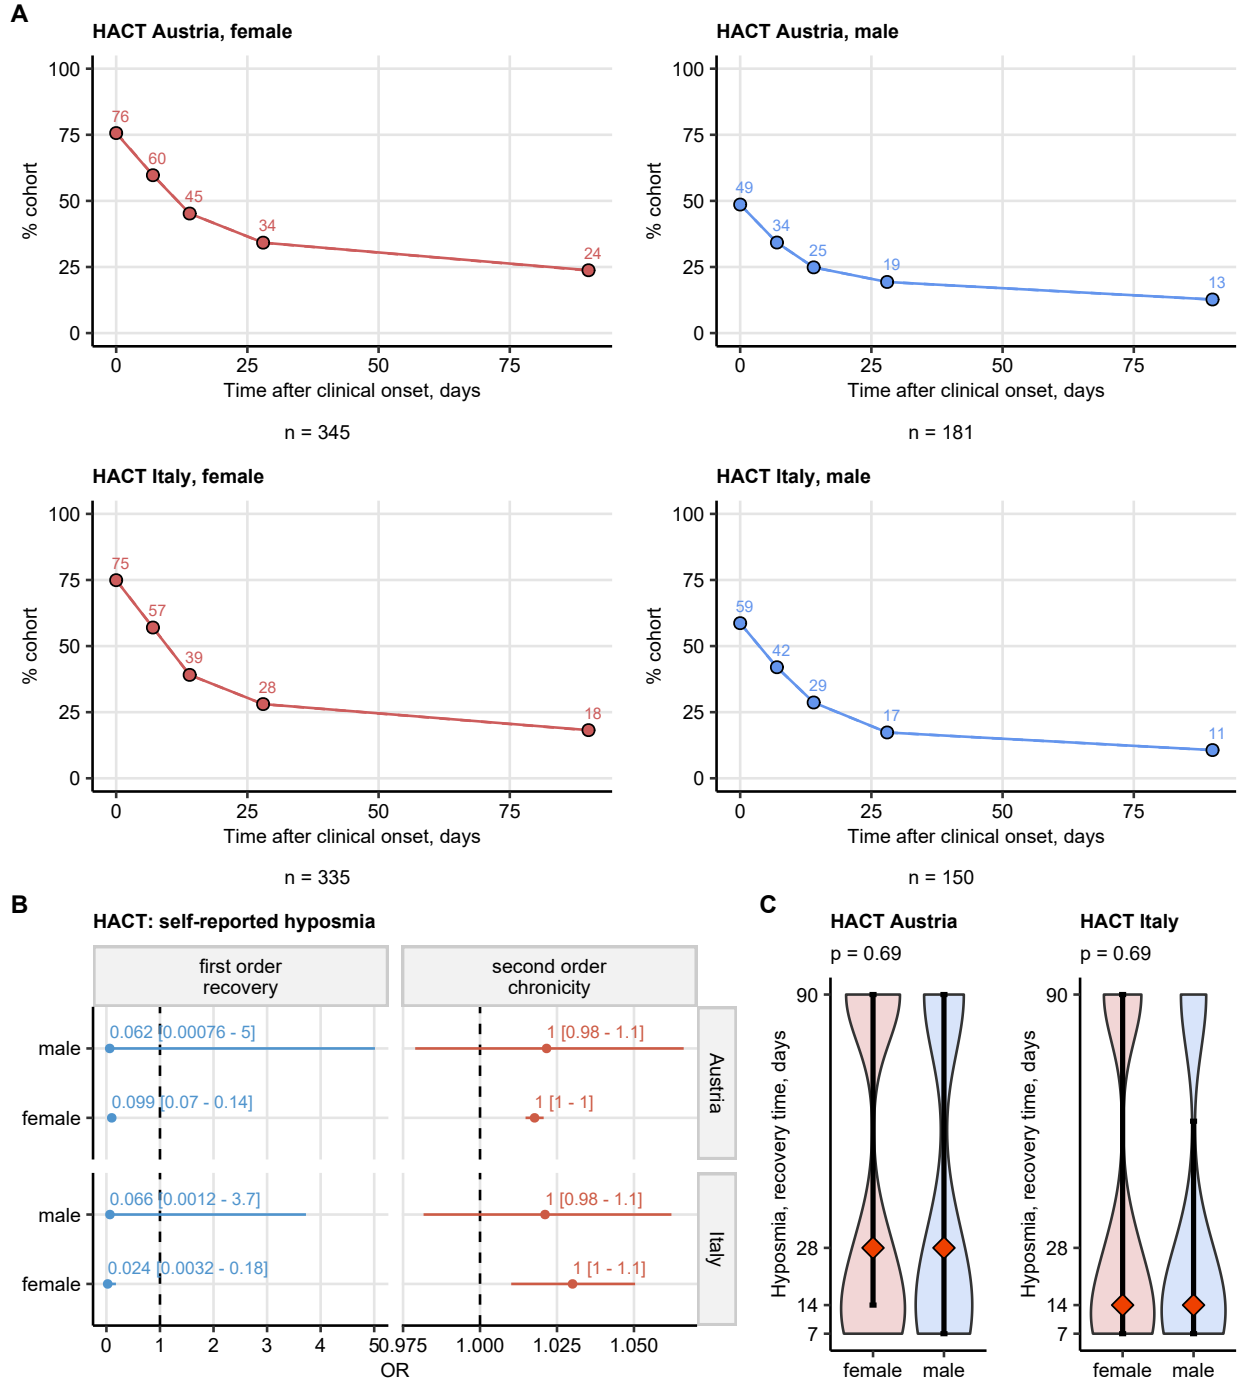 A
HACT Austria, female
100
75
50
25
0
% cohort
76
60
45
34
24
0
25
50
75
Time after clinical onset, days
n = 345
HACT Austria, male
100
75
50
25
0
% cohort
49
34
25
19
13
0
25
50
75
Time after clinical onset, days
n = 181
HACT Italy, female
100
75
50
25
0
% cohort
75
57
39
28
18
0
25
50
75
Time after clinical onset, days
n = 335
HACT Italy, male
100
75
50
25
0
% cohort
59
42
29
17
11
0
25
50
75
Time after clinical onset, days
n = 150
B
HACT: self-reported hyposmia
first order
recovery
second order
chronicity
male
0.062 [0.00076 - 5]
1 [0.98 - 1.1]
female
0.099 [0.07 - 0.14]
1 [1 - 1]
Austria
male
0.066 [0.0012 - 3.7]
1 [0.98 - 1.1]
female
0.024 [0.0032 - 0.18]
1 [1 - 1.1]
Italy
0
1
2
3
4
5
0.975
1.000
1.025
1.050
OR
C
HACT Austria
p = 0.69
Hyposmia, recovery time, days
90
28
14
7
female
male
HACT Italy
p = 0.69
Hyposmia, recovery time, days
90
28
14
7
female
male